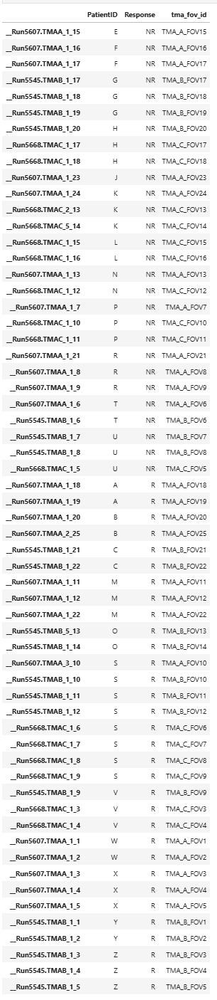 PatientID Response tma_fov_id
__Run5607.TMAA_1_15 E NR TMA_A_FOV15
__Run5607.TMAA_1_16 F NR TMA_A_FOV16
__Run5607.TMAA_1_17 F NR TMA_A_FOV17
__Run5545.TMAB_1_17 G NR TMA_B_FOV17
__Run5545.TMAB_1_18 G NR TMA_B_FOV18
__Run5545.TMAB_1_19 G NR TMA_B_FOV19
__Run5545.TMAB_1_20 H NR TMA_B_FOV20
__Run5668.TMAC_1_17 H NR TMA_C_FOV17
__Run5668.TMAC_1_18 H NR TMA_C_FOV18
__Run5607.TMAA_1_23 J NR TMA_A_FOV23
__Run5607.TMAA_1_24 K NR TMA_A_FOV24
__Run5668.TMAC_2_13 K NR TMA_C_FOV13
__Run5668.TMAC_5_14 K NR TMA_C_FOV14
__Run5668.TMAC_1_15 L NR TMA_C_FOV15
__Run5668.TMAC_1_16 L NR TMA_C_FOV16
__Run5607.TMAA_1_13 N NR TMA_A_FOV13
__Run5668.TMAC_1_12 N NR TMA_C_FOV12
__Run5607.TMAA_1_7 P NR TMA_A_FOV7
__Run5668.TMAC_1_10 P NR TMA_C_FOV10
__Run5668.TMAC_1_11 P NR TMA_C_FOV11
__Run5607.TMAA_1_21 R NR TMA_A_FOV21
__Run5607.TMAA_1_8 R NR TMA_A_FOV8
__Run5607.TMAA_1_9 R NR TMA_A_FOV9
__Run5607.TMAA_1_6 T NR TMA_A_FOV6
__Run5545.TMAB_1_6 T NR TMA_B_FOV6
__Run5545.TMAB_1_7 U NR TMA_B_FOV7
__Run5545.TMAB_1_8 U NR TMA_B_FOV8
__Run5668.TMAC_1_5 U NR TMA_C_FOV5
__Run5607.TMAA_1_18 A R TMA_A_FOV18
__Run5607.TMAA_1_19 A R TMA_A_FOV19
__Run5607.TMAA_1_20 B R TMA_A_FOV20
__Run5607.TMAA_2_25 B R TMA_A_FOV25
__Run5545.TMAB_1_21 C R TMA_B_FOV21
__Run5545.TMAB_1_22 C R TMA_B_FOV22
__Run5607.TMAA_1_11 M R TMA_A_FOV11
__Run5607.TMAA_1_12 M R TMA_A_FOV12
__Run5607.TMAA_1_22 M R TMA_A_FOV22
__Run5545.TMAB_5_13 O R TMA_B_FOV13
__Run5545.TMAB_1_14 O R TMA_B_FOV14
__Run5607.TMAA_3_10 S R TMA_A_FOV10
__Run5545.TMAB_1_10 S R TMA_B_FOV10
__Run5545.TMAB_1_11 S R TMA_B_FOV11
__Run5545.TMAB_1_12 S R TMA_B_FOV12
__Run5668.TMAC_1_6 S R TMA_C_FOV6
__Run5668.TMAC_1_7 S R TMA_C_FOV7
__Run5668.TMAC_1_8 S R TMA_C_FOV8
__Run5668.TMAC_1_9 S R TMA_C_FOV9
__Run5545.TMAB_1_9 V R TMA_B_FOV9
__Run5668.TMAC_1_3 V R TMA_C_FOV3
__Run5668.TMAC_1_4 V R TMA_C_FOV4
__Run5607.TMAA_1_1 W R TMA_A_FOV1
__Run5607.TMAA_1_2 W R TMA_A_FOV2
__Run5607.TMAA_1_3 X R TMA_A_FOV3
__Run5607.TMAA_1_4 X R TMA_A_FOV4
__Run5607.TMAA_1_5 X R TMA_A_FOV5
__Run5545.TMAB_1_1 Y R TMA_B_FOV1
__Run5545.TMAB_1_2 Y R TMA_B_FOV2
__Run5545.TMAB_1_3 Z R TMA_B_FOV3
__Run5545.TMAB_1_4 Z R TMA_B_FOV4
__Run5545.TMAB_1_5 Z R TMA_B_FOV5